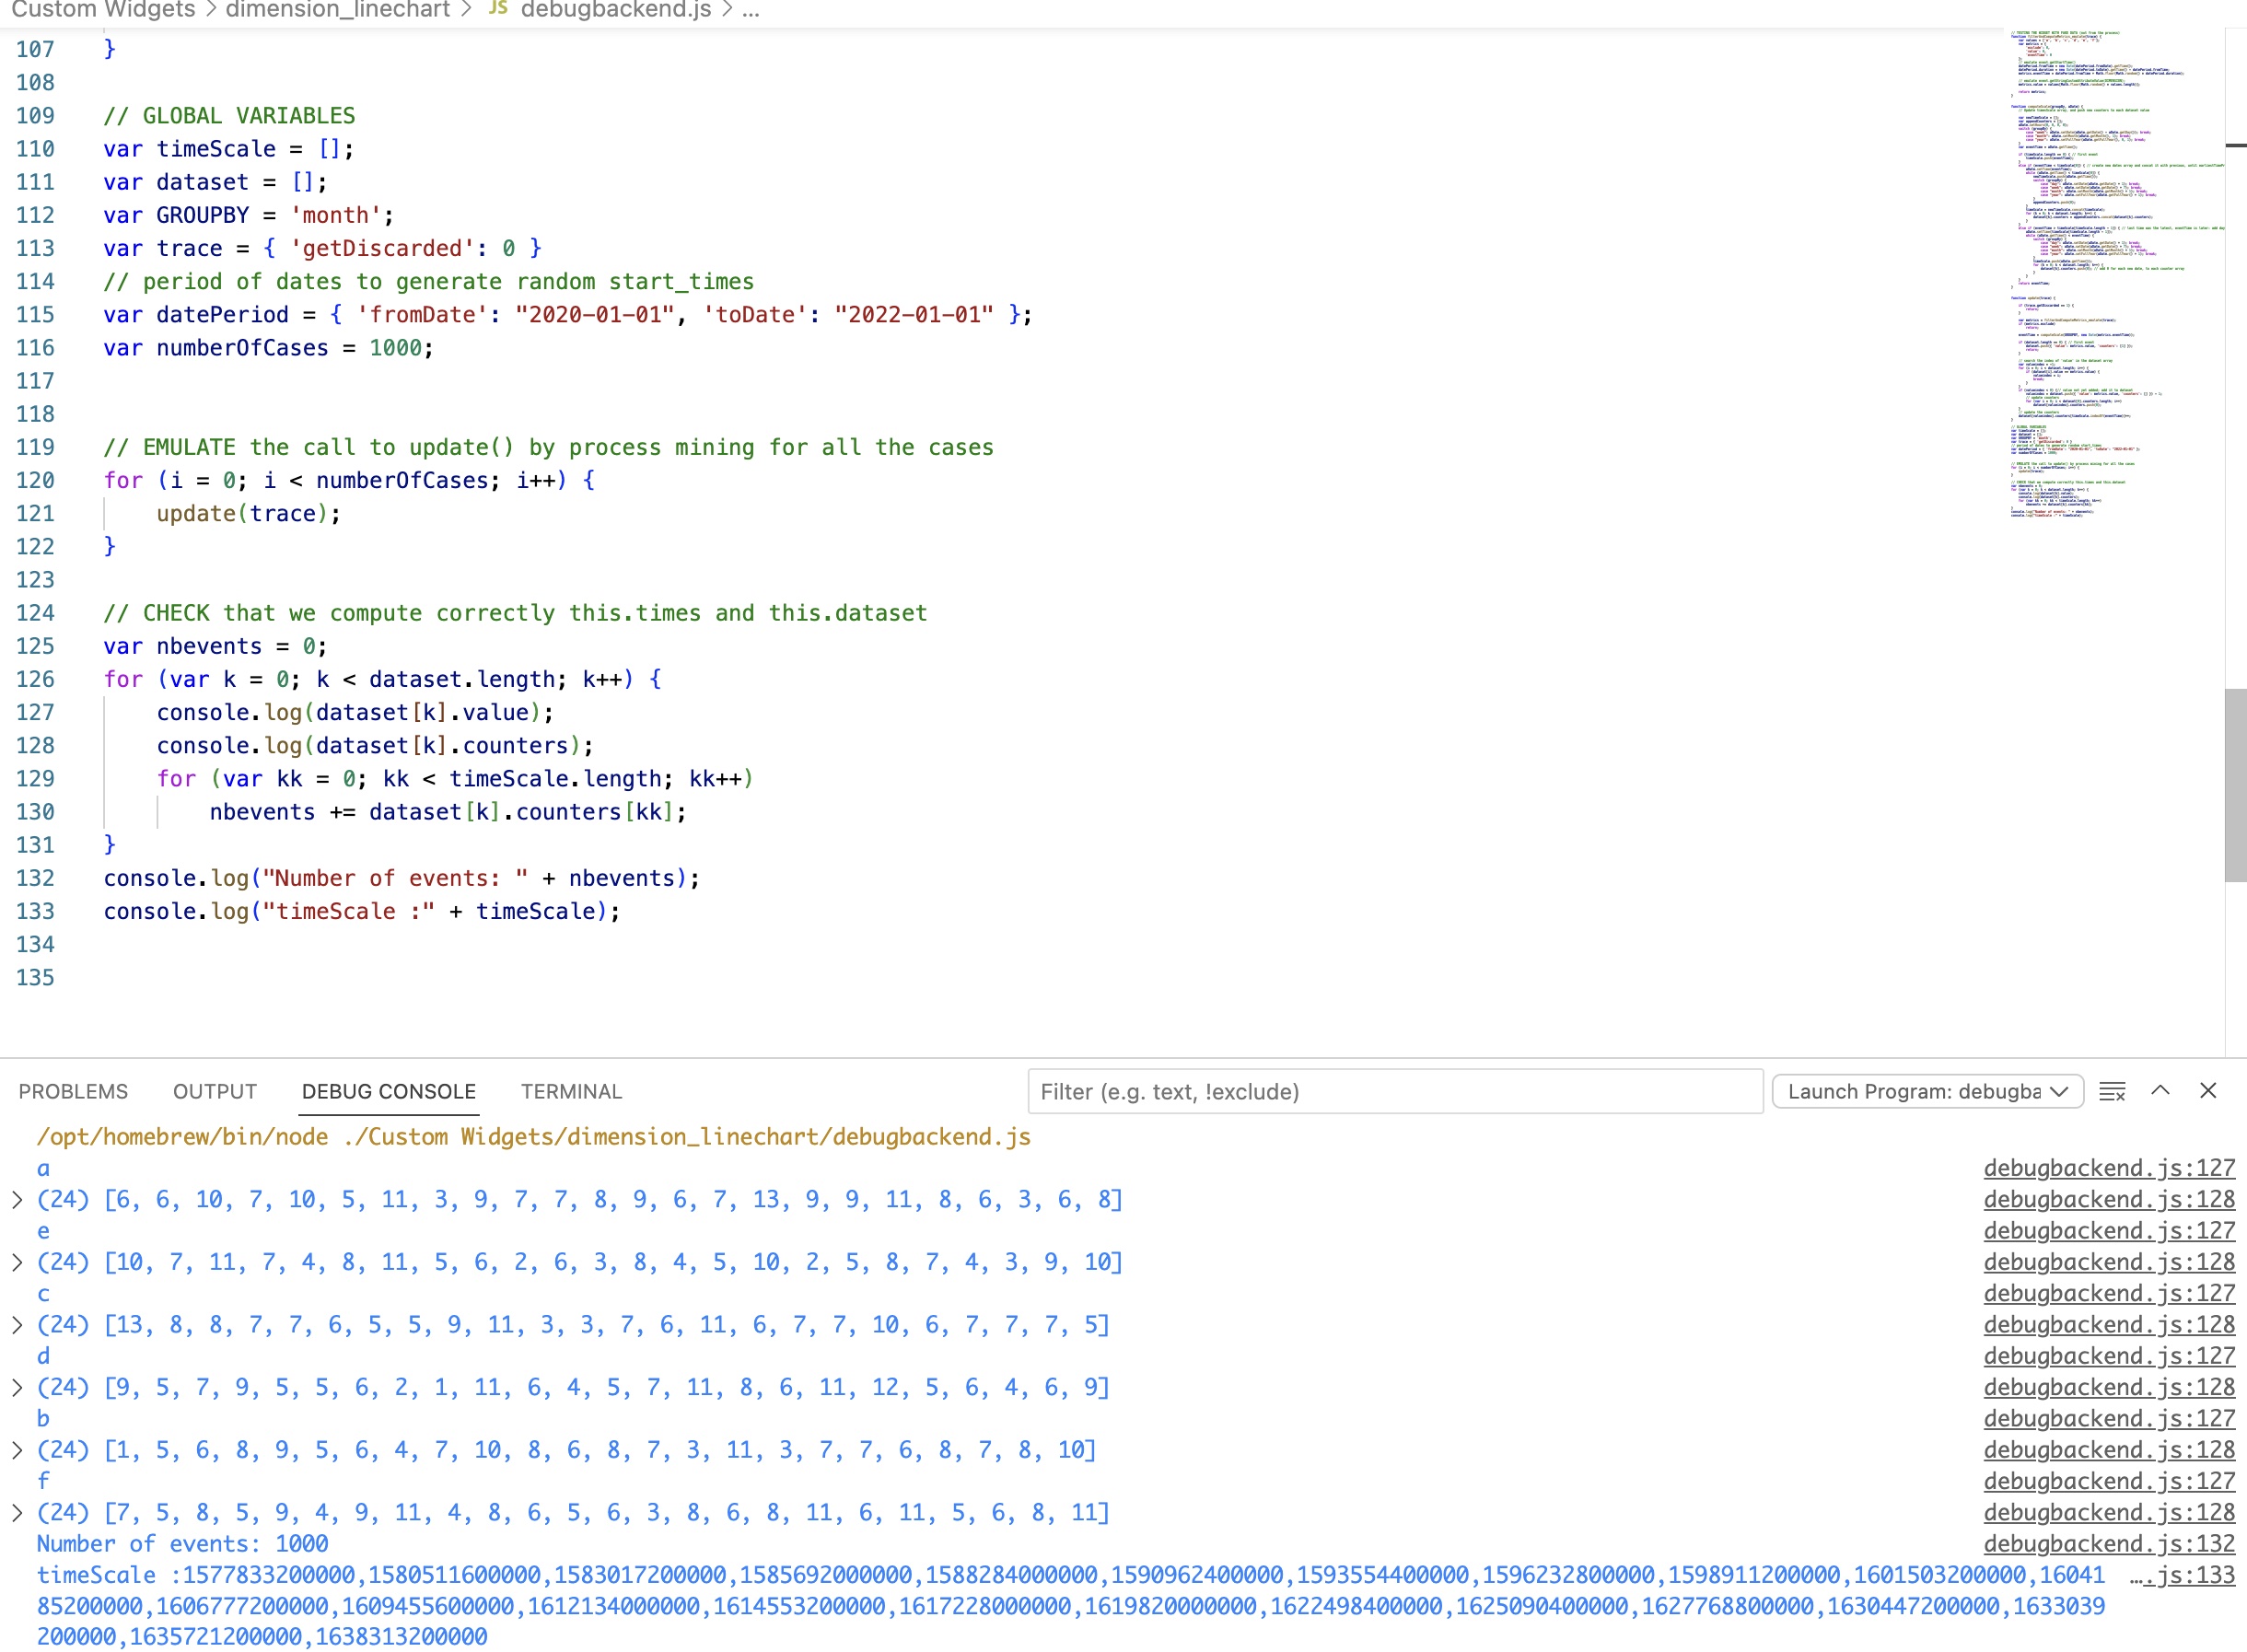 Custom Widgets > dimension_linechart > JS debugbackend.js > ...
107 }
108
109 // GLOBAL VARIABLES
110 var timeScale = [];
111 var dataset = [];
112 var GROUPBY = 'month';
113 var trace = { 'getDiscarded': 0 }
114 // period of dates to generate random start_times
115 var datePeriod = { 'fromDate': "2020-01-01", 'toDate': "2022-01-01" };
116 var numberOfCases = 1000;
117
118
119 // EMULATE the call to update() by process mining for all the cases
120 for (i = 0; i < numberOfCases; i++) {
121 update(trace);
122 }
123
124 // CHECK that we compute correctly this.times and this.dataset
125 var nbevents = 0;
126 for (var k = 0; k < dataset.length; k++) {
127 console.log(dataset[k].value);
128 console.log(dataset[k].counters);
129 for (var kk = 0; kk < timeScale.length; kk++)
130 nbevents += dataset[k].counters[kk];
131 }
132 console.log("Number of events: " + nbevents);
133 console.log("timeScale :" + timeScale);
134
135
PROBLEMS OUTPUT DEBUG CONSOLE TERMINAL Filter (e.g. text, !exclude) Launch Program: debugba
/opt/homebrew/bin/node ./Custom Widgets/dimension_linechart/debugbackend.js
a debugbackend.js:127
> (24) [6, 6, 10, 7, 10, 5, 11, 3, 9, 7, 7, 8, 9, 6, 7, 13, 9, 9, 11, 8, 6, 3, 6, 8] debugbackend.js:128
e debugbackend.js:127
> (24) [10, 7, 11, 7, 4, 8, 11, 5, 6, 2, 6, 3, 8, 4, 5, 10, 2, 5, 8, 7, 4, 3, 9, 10] debugbackend.js:128
c debugbackend.js:127
> (24) [13, 8, 8, 7, 7, 6, 5, 5, 9, 11, 3, 3, 7, 6, 11, 6, 7, 7, 10, 6, 7, 7, 7, 5] debugbackend.js:128
d debugbackend.js:127
> (24) [9, 5, 7, 9, 5, 5, 6, 2, 1, 11, 6, 4, 5, 7, 11, 8, 6, 11, 12, 5, 6, 4, 6, 9] debugbackend.js:128
b debugbackend.js:127
> (24) [1, 5, 6, 8, 9, 5, 6, 4, 7, 10, 8, 6, 8, 7, 3, 11, 3, 7, 7, 6, 8, 7, 8, 10] debugbackend.js:128
f debugbackend.js:127
> (24) [7, 5, 8, 5, 9, 4, 9, 11, 4, 8, 6, 5, 6, 3, 8, 6, 8, 11, 6, 11, 5, 6, 8, 11] debugbackend.js:128
Number of events: 1000 debugbackend.js:132
timeScale :1577833200000,1580511600000,1583017200000,1585692000000,1588284000000,1590962400000,1593554400000,1596232800000,1598911200000,1601503200000,16041 ….js:133
85200000,1606777200000,1609455600000,1612134000000,1614553200000,1617228000000,1619820000000,1622498400000,1625090400000,1627768800000,1630447200000,1633039
200000,1635721200000,1638313200000